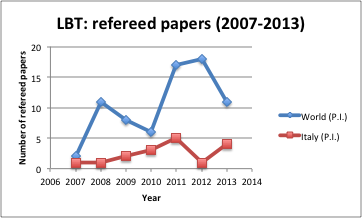 LBT: refereed papers (2007-2013)
Number of refereed papers
20
15
10
5
0
2006 2007 2008 2009 2010 2011 2012 2013 2014
Year
World (P.I.)
Italy (P.I.)